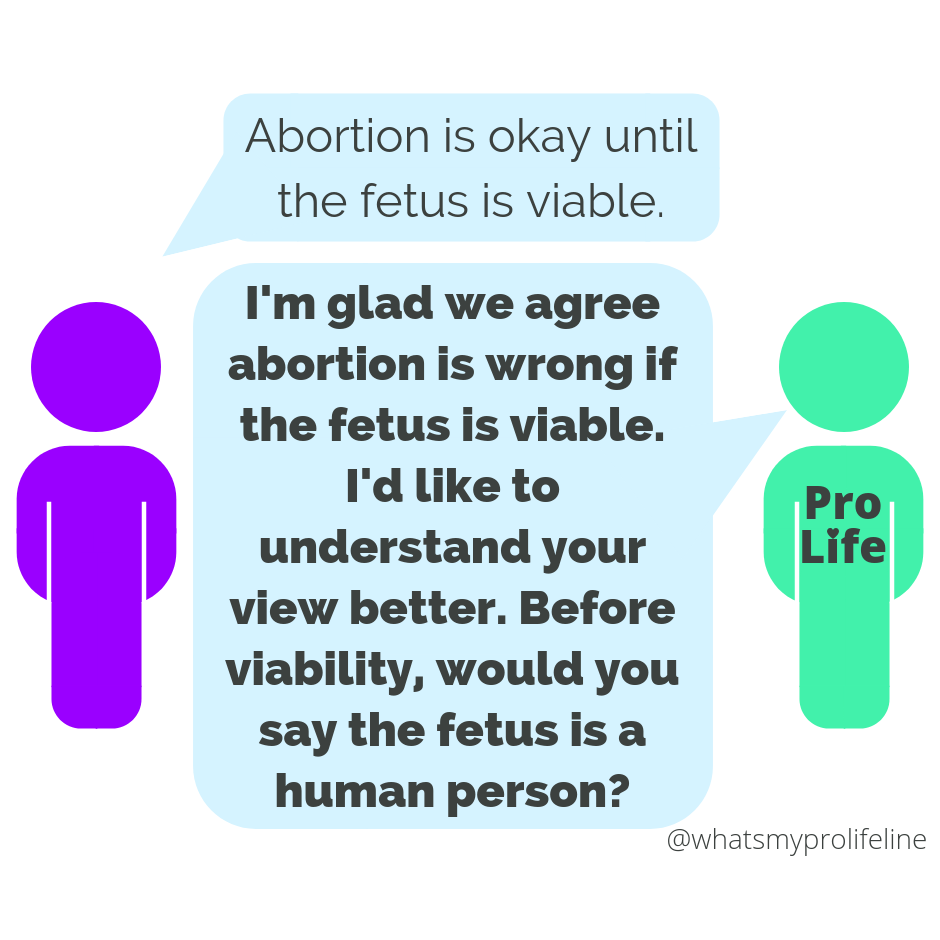 Abortion is okay until
the fetus is viable.
I'm glad we agree
abortion is wrong if
the fetus is viable.
I'd like to
understand your
view better. Before
viability, would you
say the fetus is a
human person?
Pro
Life
@whatsmyprolifeline